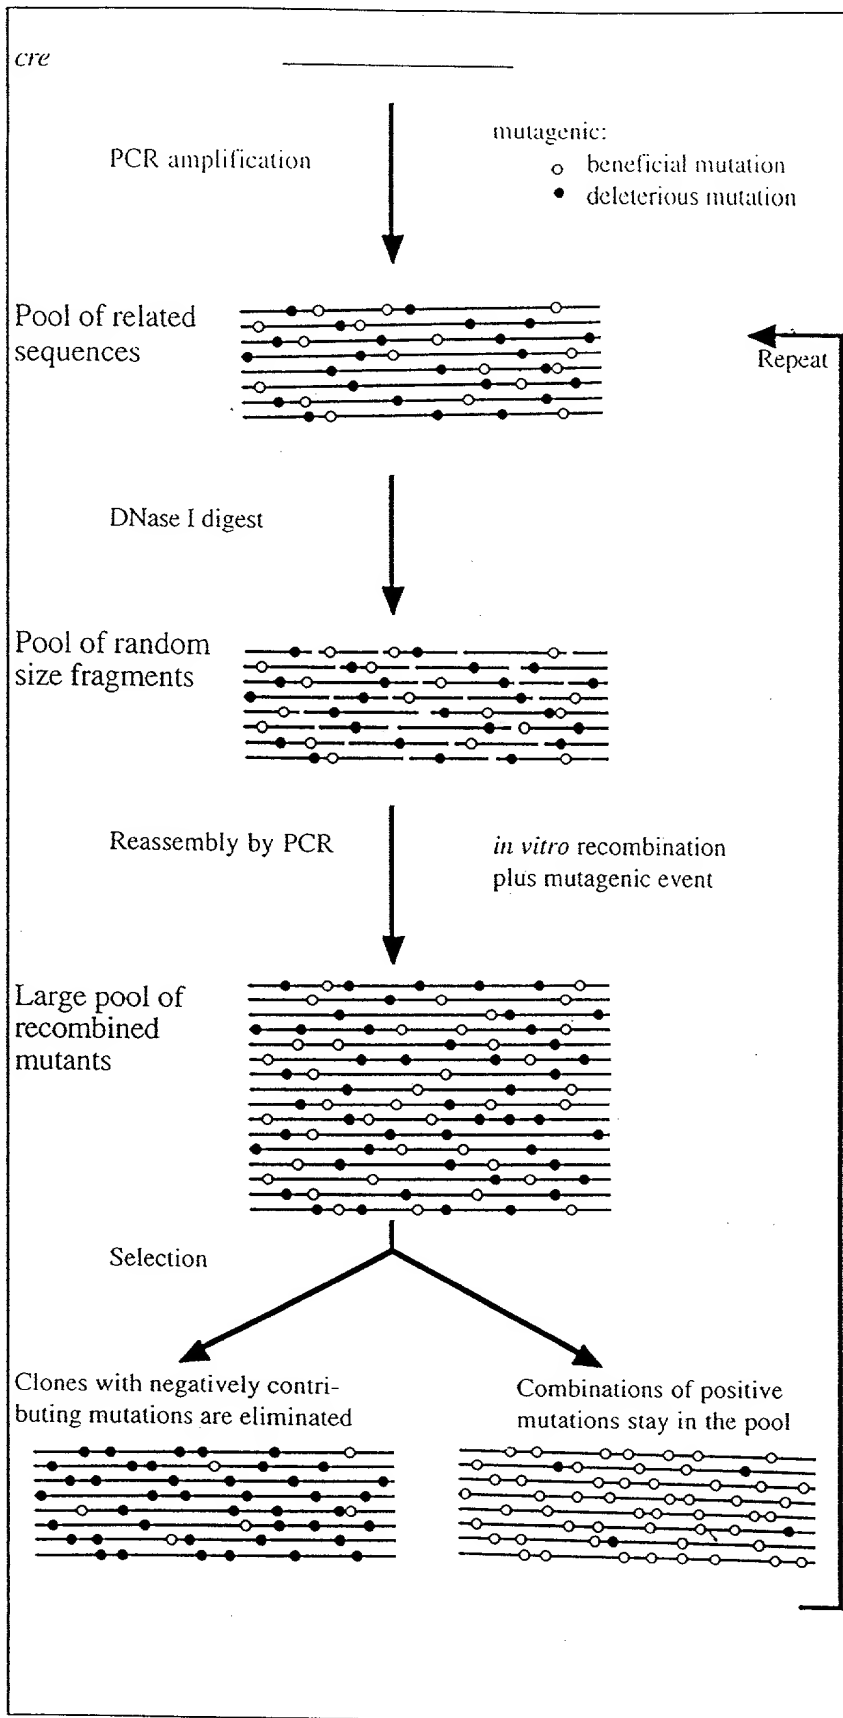 cre
PCR amplification
mutagenic:
beneficial mutation
deleterious mutation
Pool of related
sequences
Repeat
DNase I digest
Pool of random
size fragments
Reassembly by PCR
in vitro recombination
plus mutagenic event
Large pool of
recombined
mutants
Selection
Clones with negatively contri-
buting mutations are eliminated
Combinations of positive
mutations stay in the pool